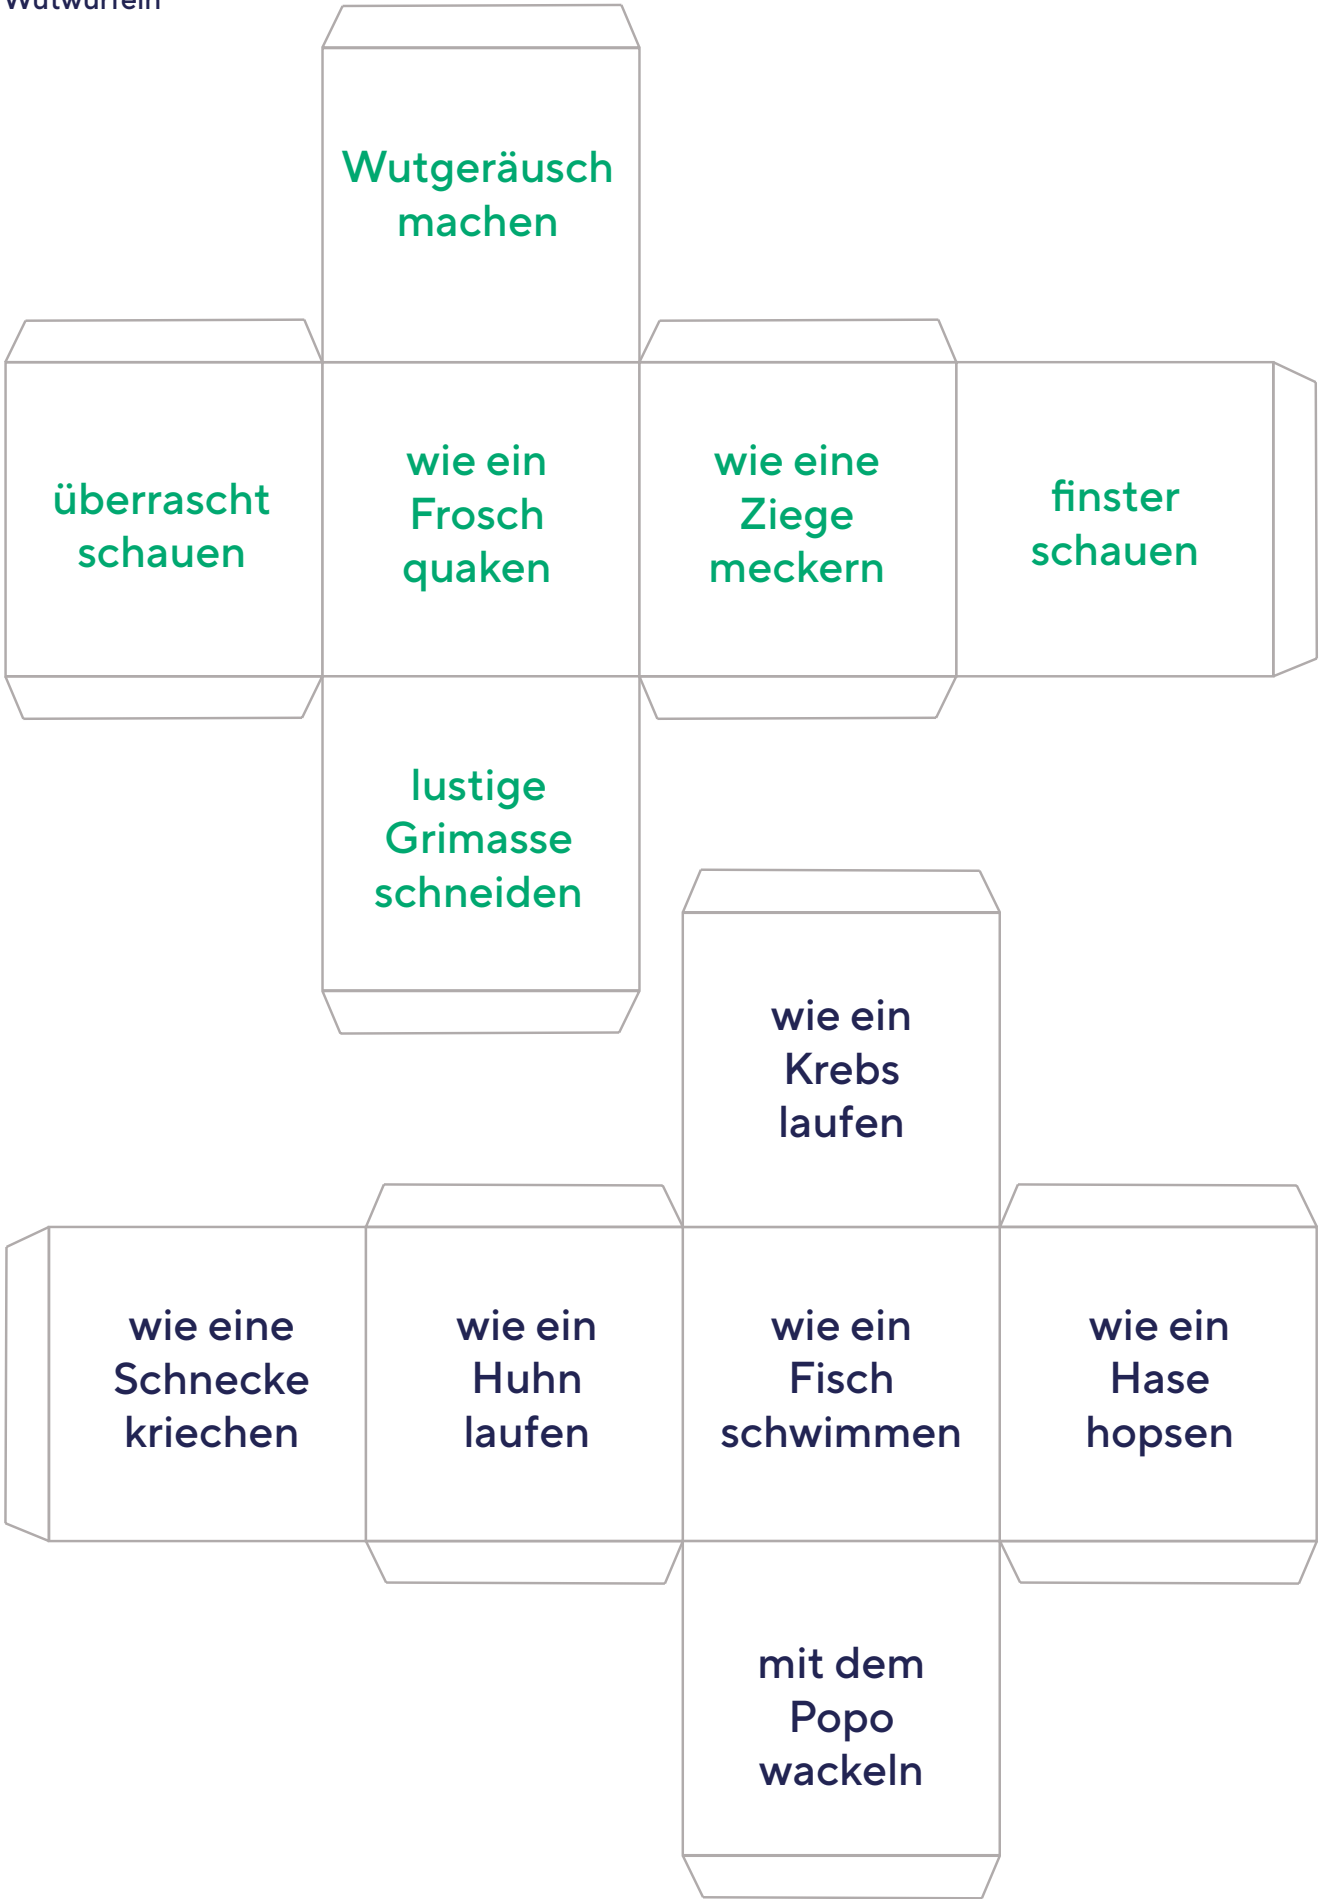 Wutwürfeln
Wutgeräusch
machen
überrascht
schauen
wie ein
Frosch
quaken
wie eine
Ziege
meckern
finster
schauen
lustige
Grimasse
schneiden
wie ein
Krebs
laufen
wie eine
Schnecke
kriechen
wie ein
Huhn
laufen
wie ein
Fisch
schwimmen
wie ein
Hase
hopsen
mit dem
Popo
wackeln